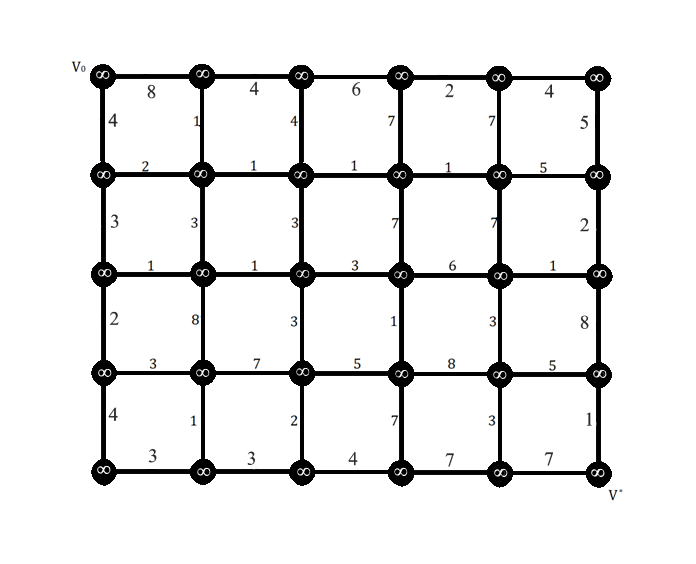 V₀
∞ ∞ ∞ ∞ ∞ ∞
8 4 6 2 4
4 1 4 7 7 5
2 1 1 1 5
∞ ∞ ∞ ∞ ∞ ∞
3 3 3 7 7 2
1 1 3 6 1
∞ ∞ ∞ ∞ ∞ ∞
2 8 3 1 3 8
3 7 5 8 5
∞ ∞ ∞ ∞ ∞ ∞
4 1 2 7 3 1
3 3 4 7 7
∞ ∞ ∞ ∞ ∞ ∞
V*